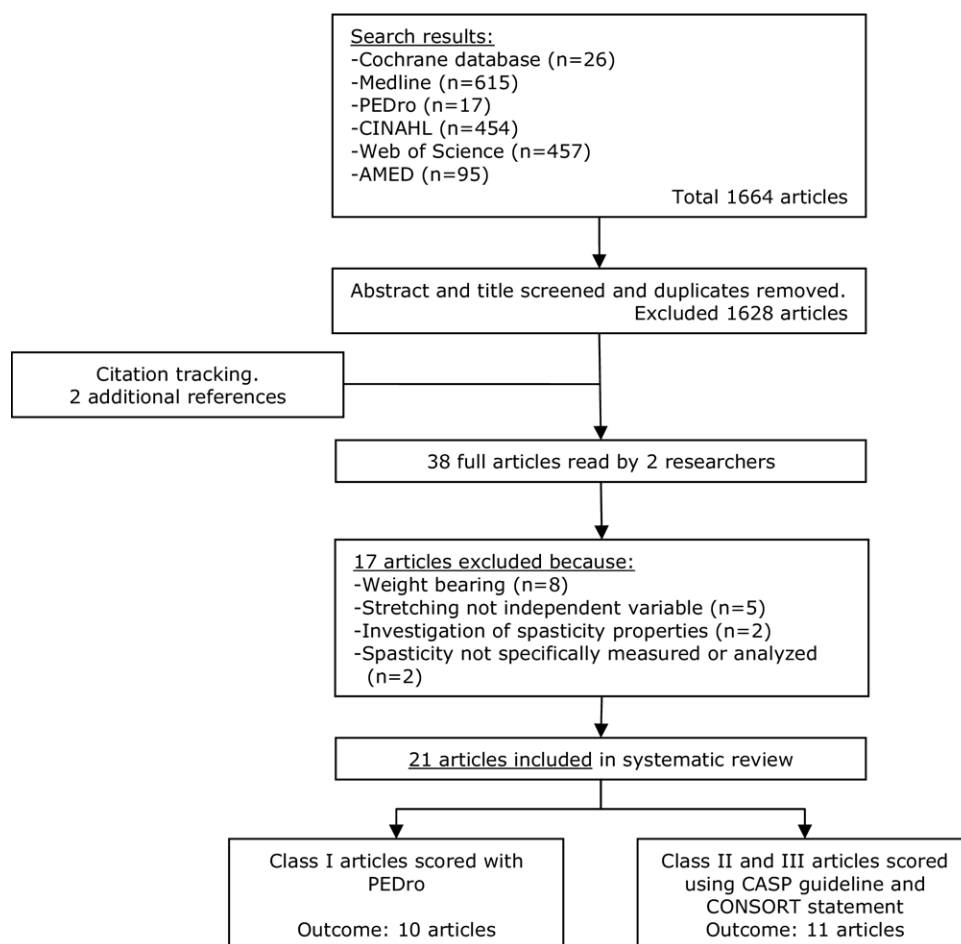 Search results:
-Cochrane database (n=26)
-Medline (n=615)
-PEDro (n=17)
-CINAHL (n=454)
-Web of Science (n=457)
-AMED (n=95)
Total 1664 articles
Abstract and title screened and duplicates removed.
Excluded 1628 articles
Citation tracking.
2 additional references
38 full articles read by 2 researchers
17 articles excluded because:
-Weight bearing (n=8)
-Stretching not independent variable (n=5)
-Investigation of spasticity properties (n=2)
-Spasticity not specifically measured or analyzed
(n=2)
21 articles included in systematic review
Class I articles scored with
PEDro
Outcome: 10 articles
Class II and III articles scored
using CASP guideline and
CONSORT statement
Outcome: 11 articles